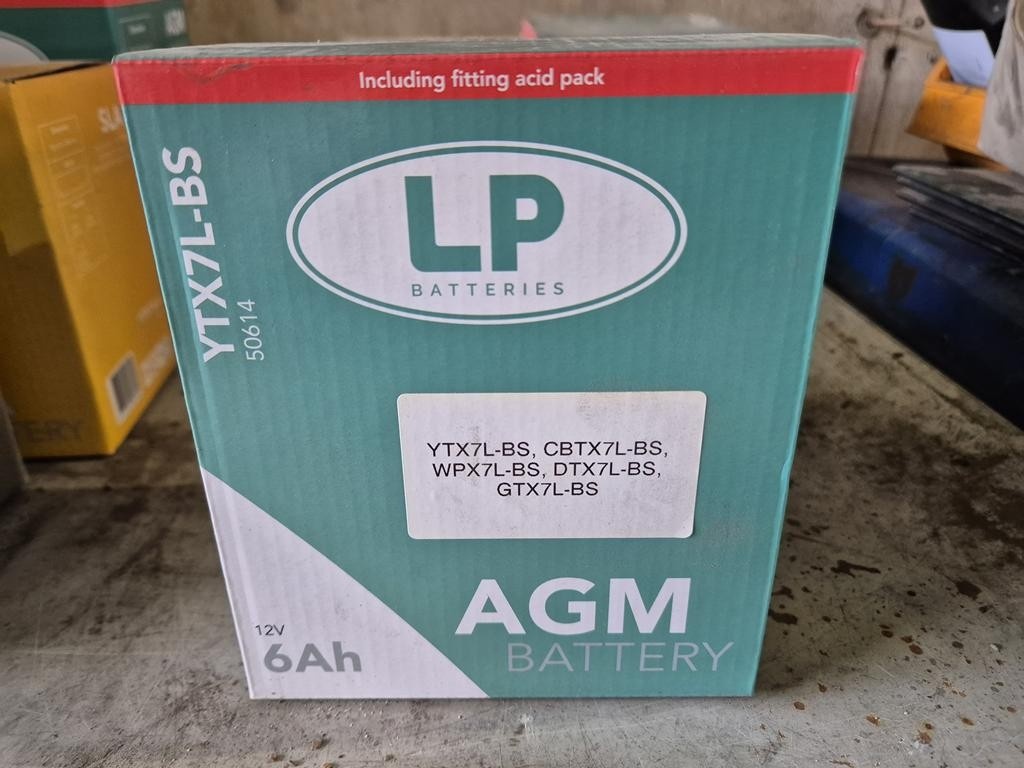 AGM
Including fitting acid pack
YTX7L-BS
50614
LP
BATTERIES
YTX7L-BS, CBTX7L-BS,
WPX7L-BS, DTX7L-BS,
GTX7L-BS
12V
6Ah
AGM
BATTERY